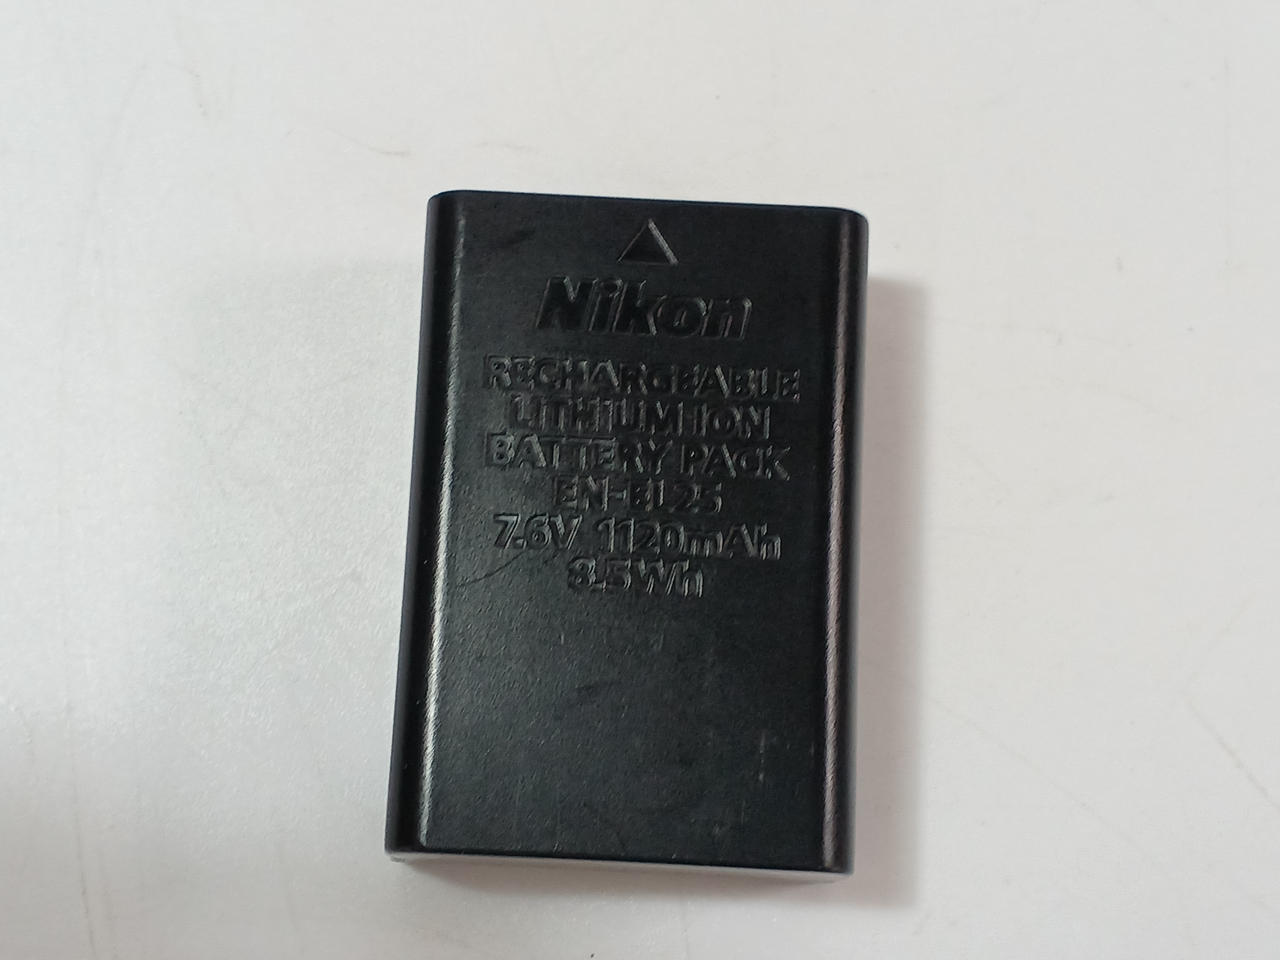 Nikon
RECHARGEABLE
LITHIUM-ION
BATTERY PACK
EN-EL25
7.6V 1120mAh
8.5Wh